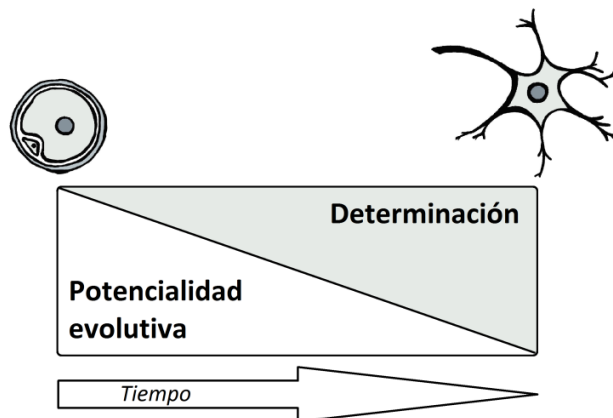 Determinación
Potencialidad
evolutiva
Tiempo